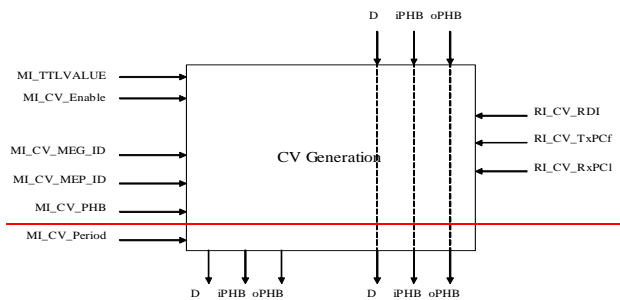 D iPHB oPHB
MI_TTLVALUE
MI_CV_Enable
RI_CV_RDI
RI_CV_TxPCf
MI_CV_MEG_ID
CV Generation
RI_CV_RxPCl
MI_CV_MEP_ID
MI_CV_PHB
MI_CV_Period
D iPHB oPHB D iPHB oPHB